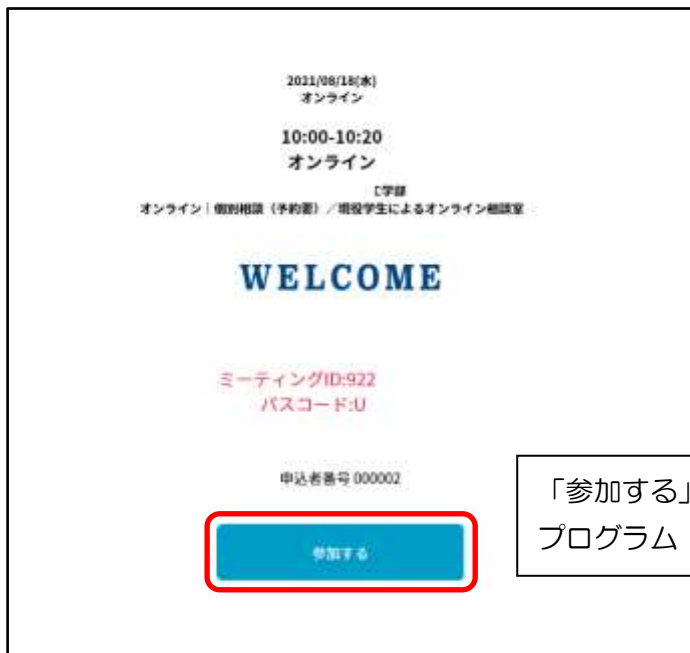 2021/08/18(水)
オンライン
10:00-10:20
オンライン
C学部
オンライン｜個別相談（予約要）／現役学生によるオンライン相談室
WELCOME
ミーティングID:922
パスコード:U
申込者番号 000002
参加する
「参加する」
プログラム